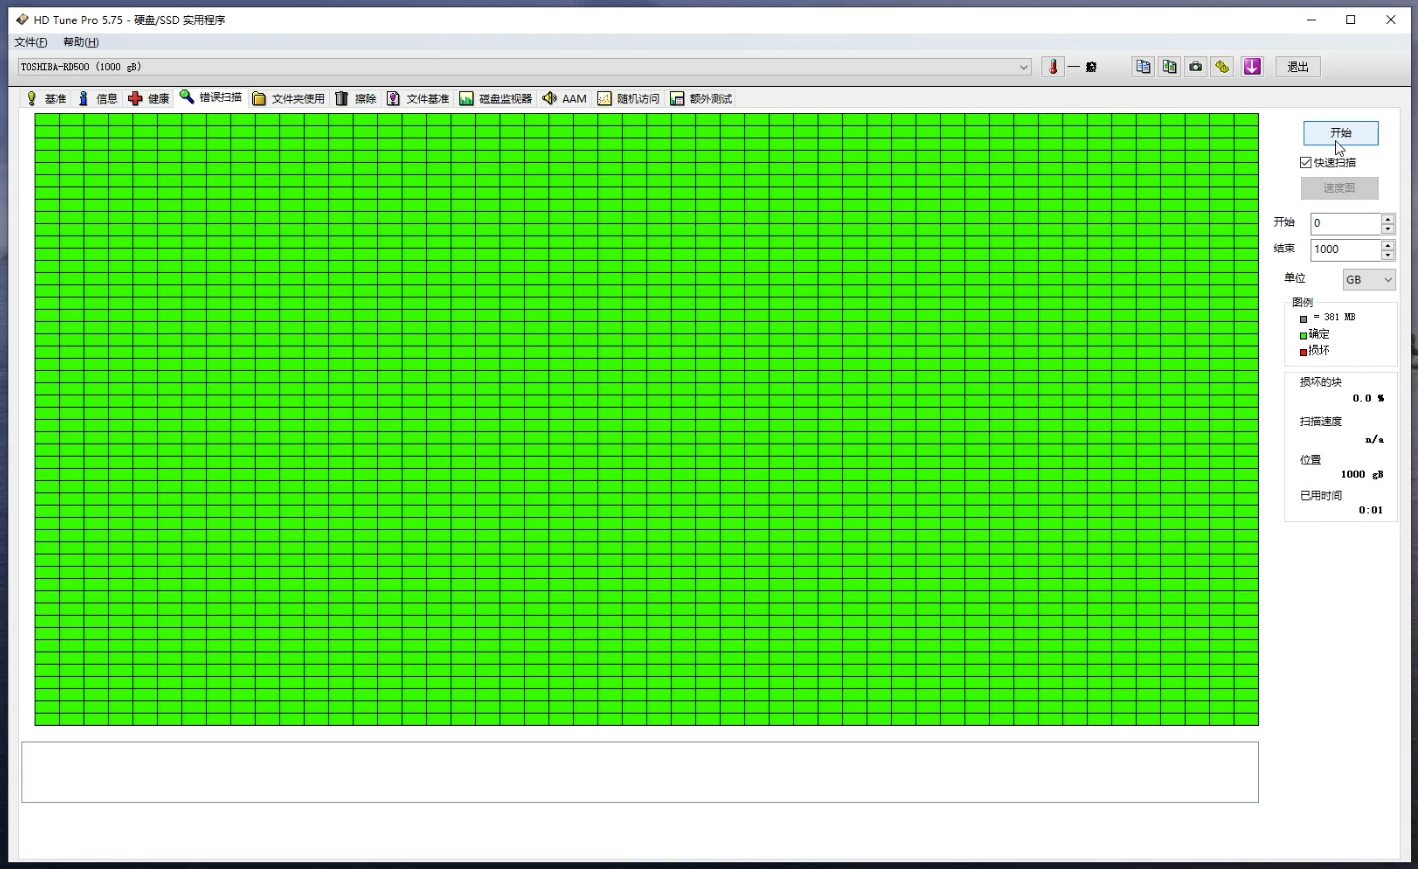 HD Tune Pro 5.75 - 硬盘/SSD 实用程序
文件(F) 帮助(H)
TOSHIBA-RD500 (1000 gB)
退出
基准 信息 健康 错误扫描 文件夹使用 擦除 文件基准 磁盘监视器 AAM 随机访问 额外测试
开始
快速扫描
速度图
开始 0
结束 1000
单位 GB
图例
= 381 MB
确定
损坏
损坏的块
0.0 %
扫描速度
n/a
位置
1000 gB
已用时间
0:01